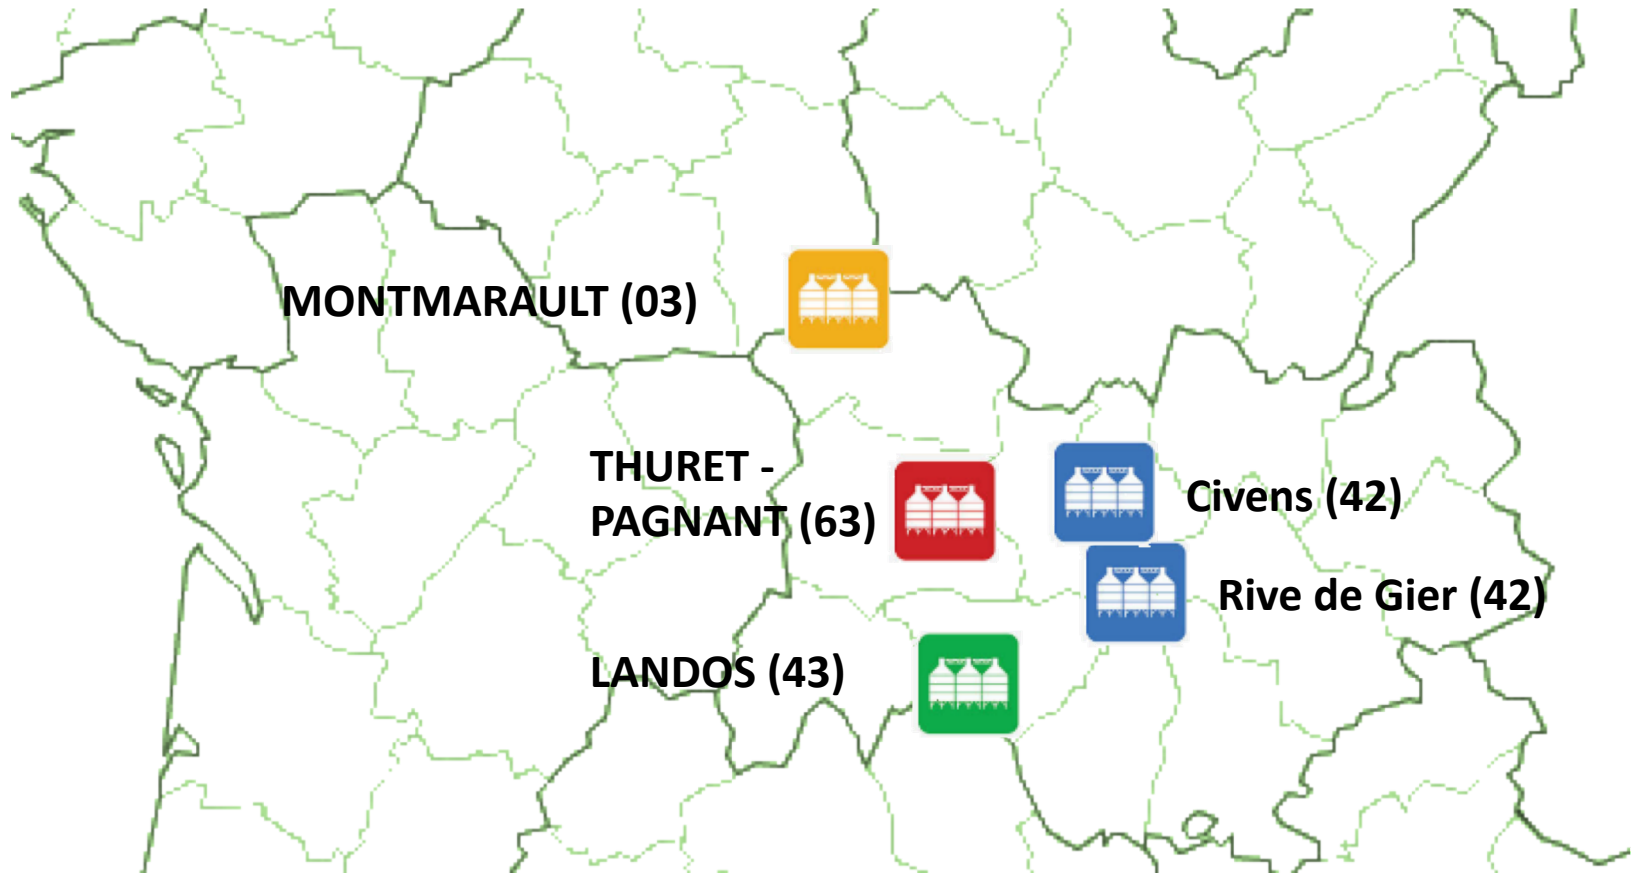 MONTMARAULT (03)
THURET -
PAGNANT (63)
Civens (42)
Rive de Gier (42)
LANDOS (43)